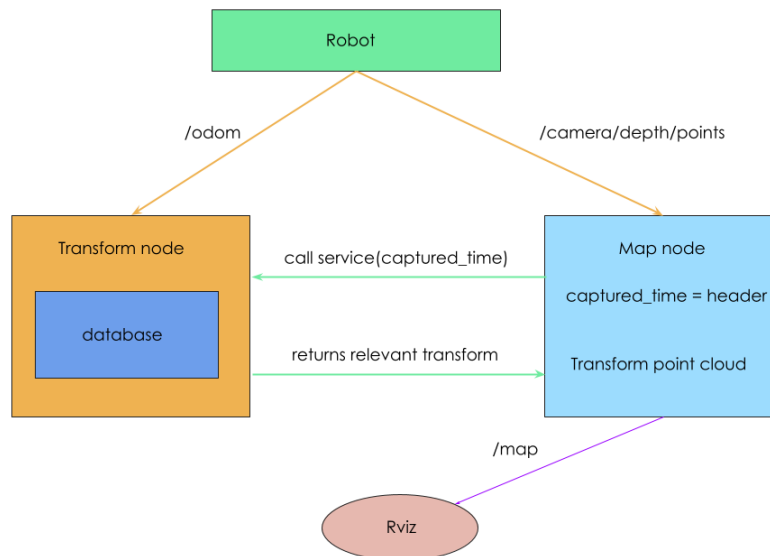 Robot
/odom
/camera/depth/points
Transform node
Map node
call service(captured_time)
captured_time = header
database
returns relevant transform
Transform point cloud
/map
Rviz